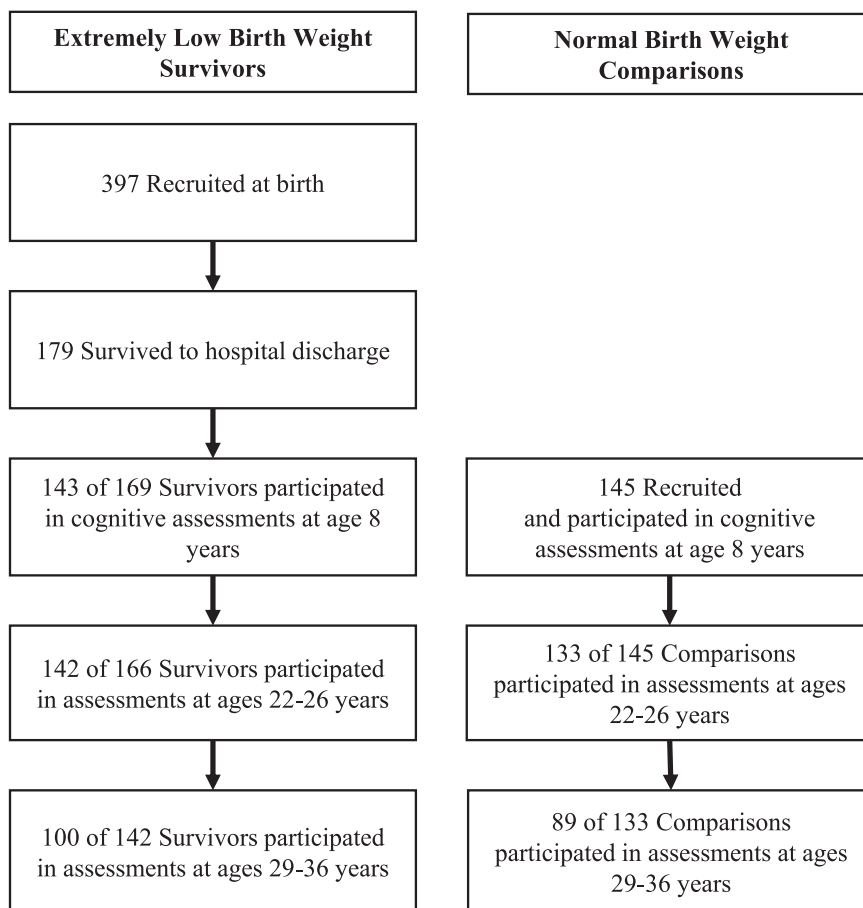 Extremely Low Birth Weight
Survivors
Normal Birth Weight
Comparisons
397 Recruited at birth
179 Survived to hospital discharge
143 of 169 Survivors participated
in cognitive assessments at age 8
years
145 Recruited
and participated in cognitive
assessments at age 8 years
142 of 166 Survivors participated
in assessments at ages 22-26 years
133 of 145 Comparisons
participated in assessments at ages
22-26 years
100 of 142 Survivors participated
in assessments at ages 29-36 years
89 of 133 Comparisons
participated in assessments at ages
29-36 years